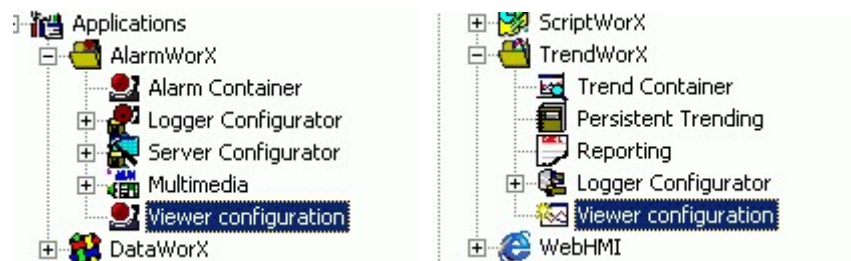 Applications
AlarmWorX
Alarm Container
Logger Configurator
Server Configurator
Multimedia
Viewer configuration
DataWorX
ScriptWorX
TrendWorX
Trend Container
Persistent Trending
Reporting
Logger Configurator
Viewer configuration
WebHMI